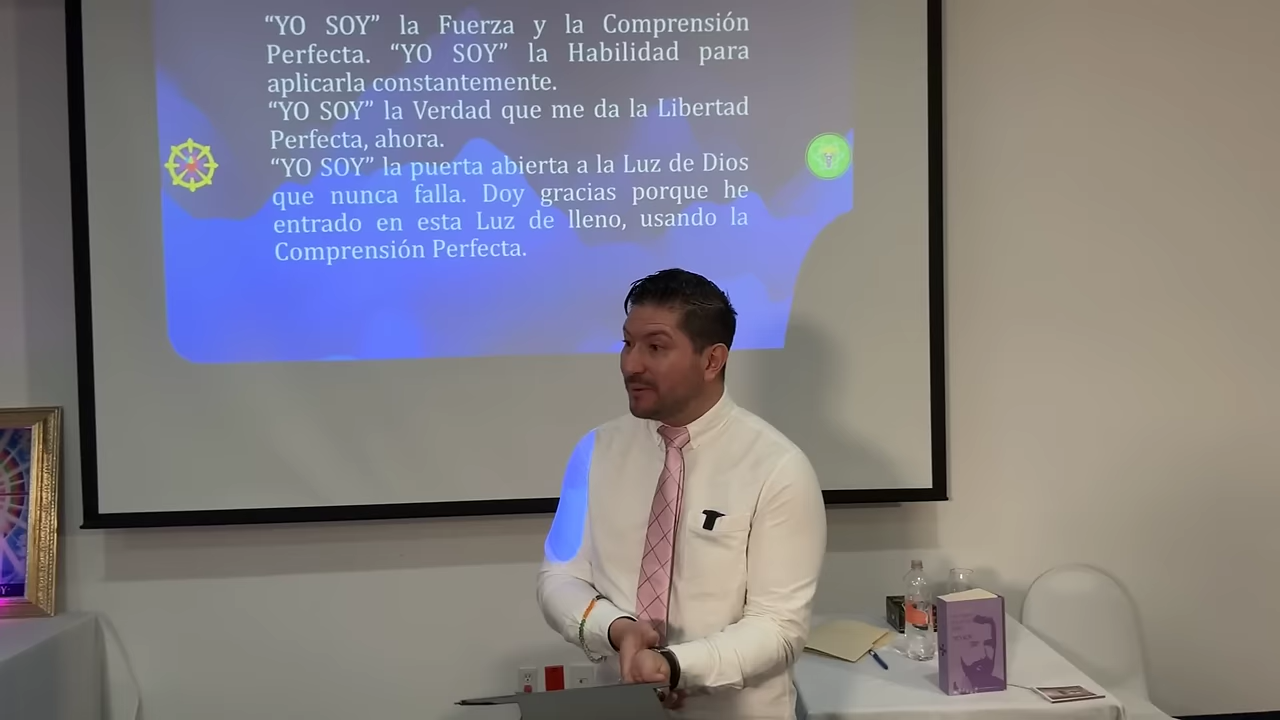 “YO SOY” la Fuerza y la Comprensión
Perfecta. “YO SOY” la Habilidad para
aplicarla constantemente.
“YO SOY” la Verdad que me da la Libertad
Perfecta, ahora.
“YO SOY” la puerta abierta a la Luz de Dios
que nunca falla. Doy gracias porque he
entrado en esta Luz de lleno, usando la
Comprensión Perfecta.